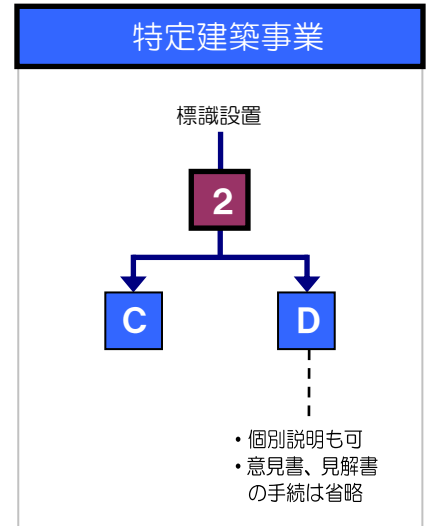 特定建築事業
標識設置
2
C
D
・個別説明も可
・意見書、見解書
の手続は省略